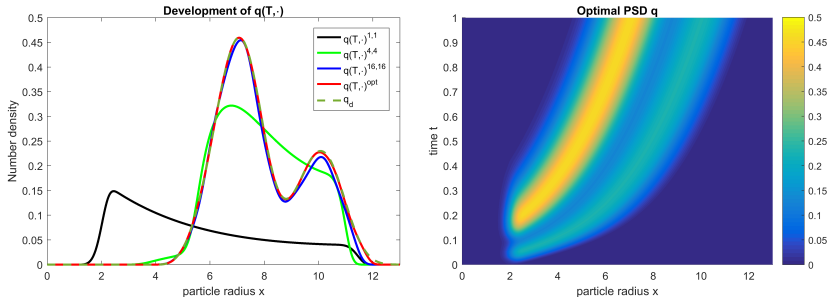 Development of q(T,·)
Number density
0.5
0.45
0.4
0.35
0.3
0.25
0.2
0.15
0.1
0.05
0
0 2 4 6 8 10 12
particle radius x
q(T,·)^1,1
q(T,·)^4,4
q(T,·)^16,16
q(T,·)^opt
q_d
Optimal PSD q
time t
1
0.9
0.8
0.7
0.6
0.5
0.4
0.3
0.2
0.1
0
0 2 4 6 8 10 12
particle radius x
0.5
0.45
0.4
0.35
0.3
0.25
0.2
0.15
0.1
0.05
0